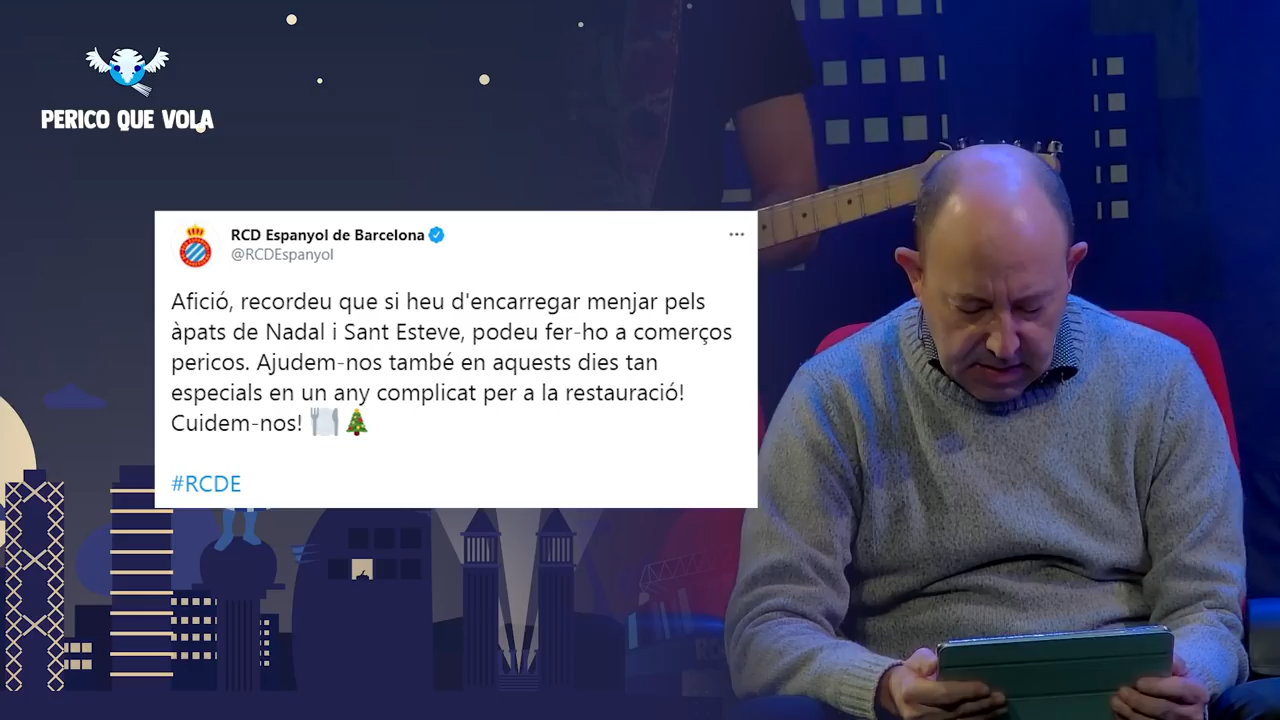 PERICO QUE VOLA
RCD Espanyol de Barcelona
@RCDEspanyol
Afició, recordeu que si heu d'encarregar menjar pels
àpats de Nadal i Sant Esteve, podeu fer-ho a comerços
pericos. Ajudem-nos també en aquests dies tan
especials en un any complicat per a la restauració!
Cuidem-nos! 🍽️🎄
#RCDE